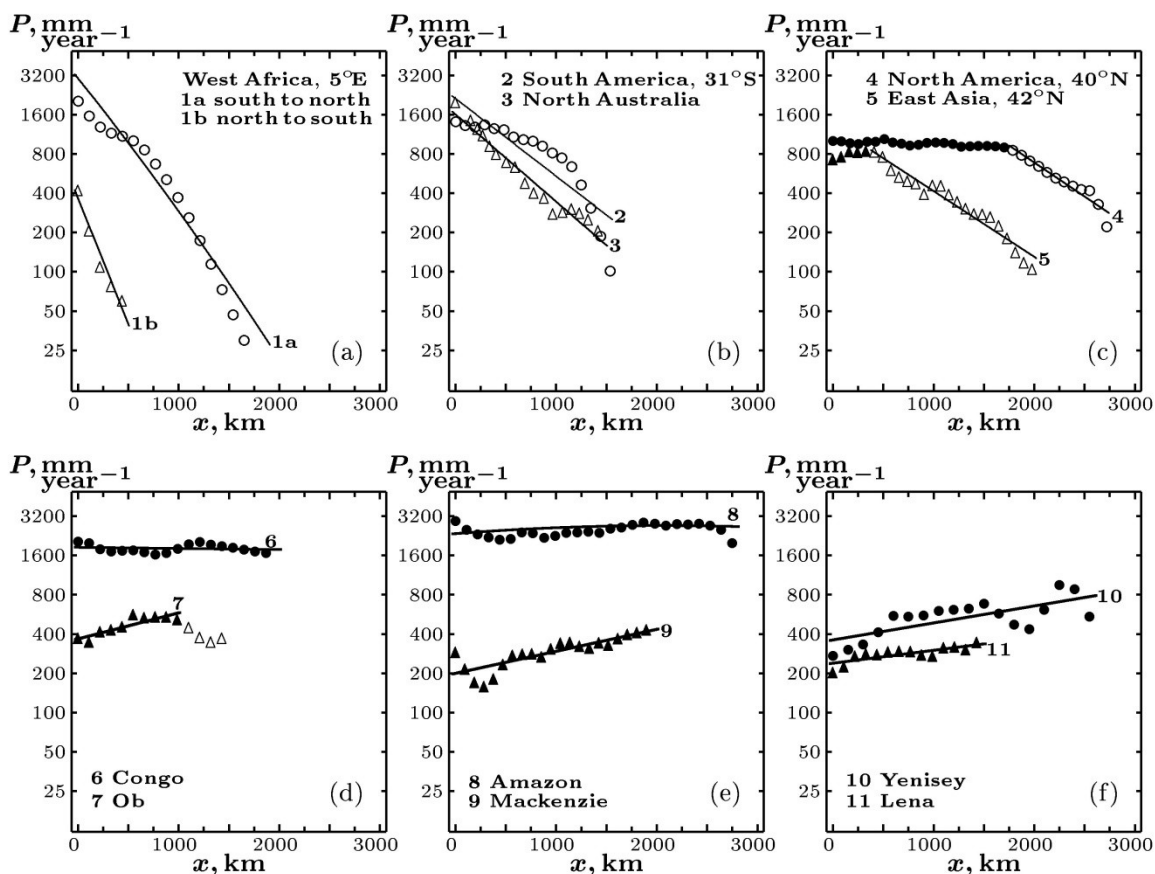 P, mm
year−1
3200
1600
800
400
200
100
50
25
West Africa, 5°E
1a south to north
1b north to south
1b
1a
(a)
0
1000
2000
3000
x, km
P, mm
year−1
3200
1600
800
400
200
100
50
25
2 South America, 31°S
3 North Australia
2
3
(b)
0
1000
2000
3000
x, km
P, mm
year−1
3200
1600
800
400
200
100
50
25
4 North America, 40°N
5 East Asia, 42°N
4
5
(c)
0
1000
2000
3000
x, km
P, mm
year−1
3200
1600
800
400
200
100
50
25
6
7
6 Congo
7 Ob
(d)
0
1000
2000
3000
x, km
P, mm
year−1
3200
1600
800
400
200
100
50
25
8
9
8 Amazon
9 Mackenzie
(e)
0
1000
2000
3000
x, km
P, mm
year−1
3200
1600
800
400
200
100
50
25
10
11
10 Yenisey
11 Lena
(f)
0
1000
2000
3000
x, km